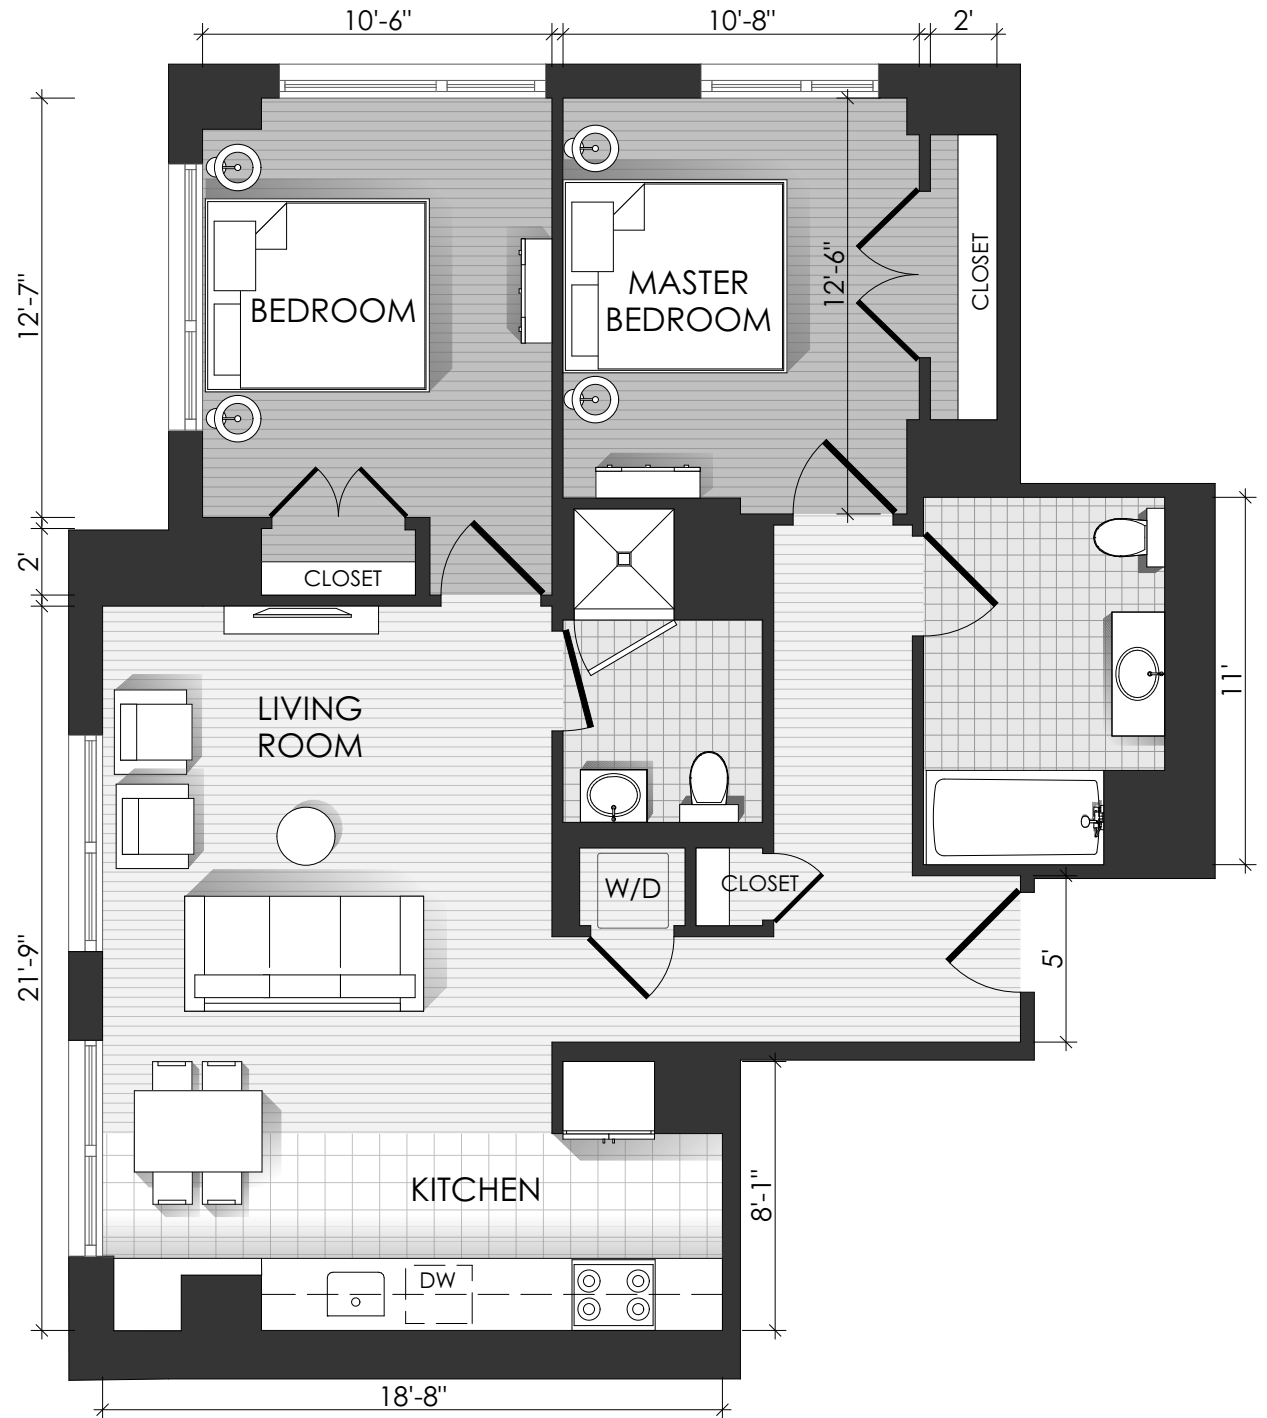 10'-6"
10'-8"
2'
12'-7"
12'-6"
CLOSET
BEDROOM
MASTER
BEDROOM
2'
CLOSET
11'
LIVING
ROOM
W/D
CLOSET
21'-9"
5'
8'-1"
KITCHEN
DW
18'-8"